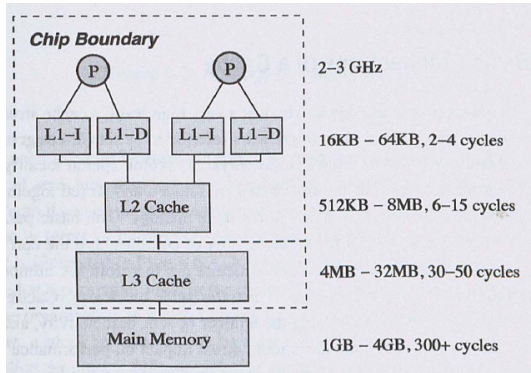 Chip Boundary
P P
2–3 GHz
L1–I L1–D L1–I L1–D
16KB – 64KB, 2–4 cycles
L2 Cache
512KB – 8MB, 6–15 cycles
L3 Cache
4MB – 32MB, 30–50 cycles
Main Memory
1GB – 4GB, 300+ cycles